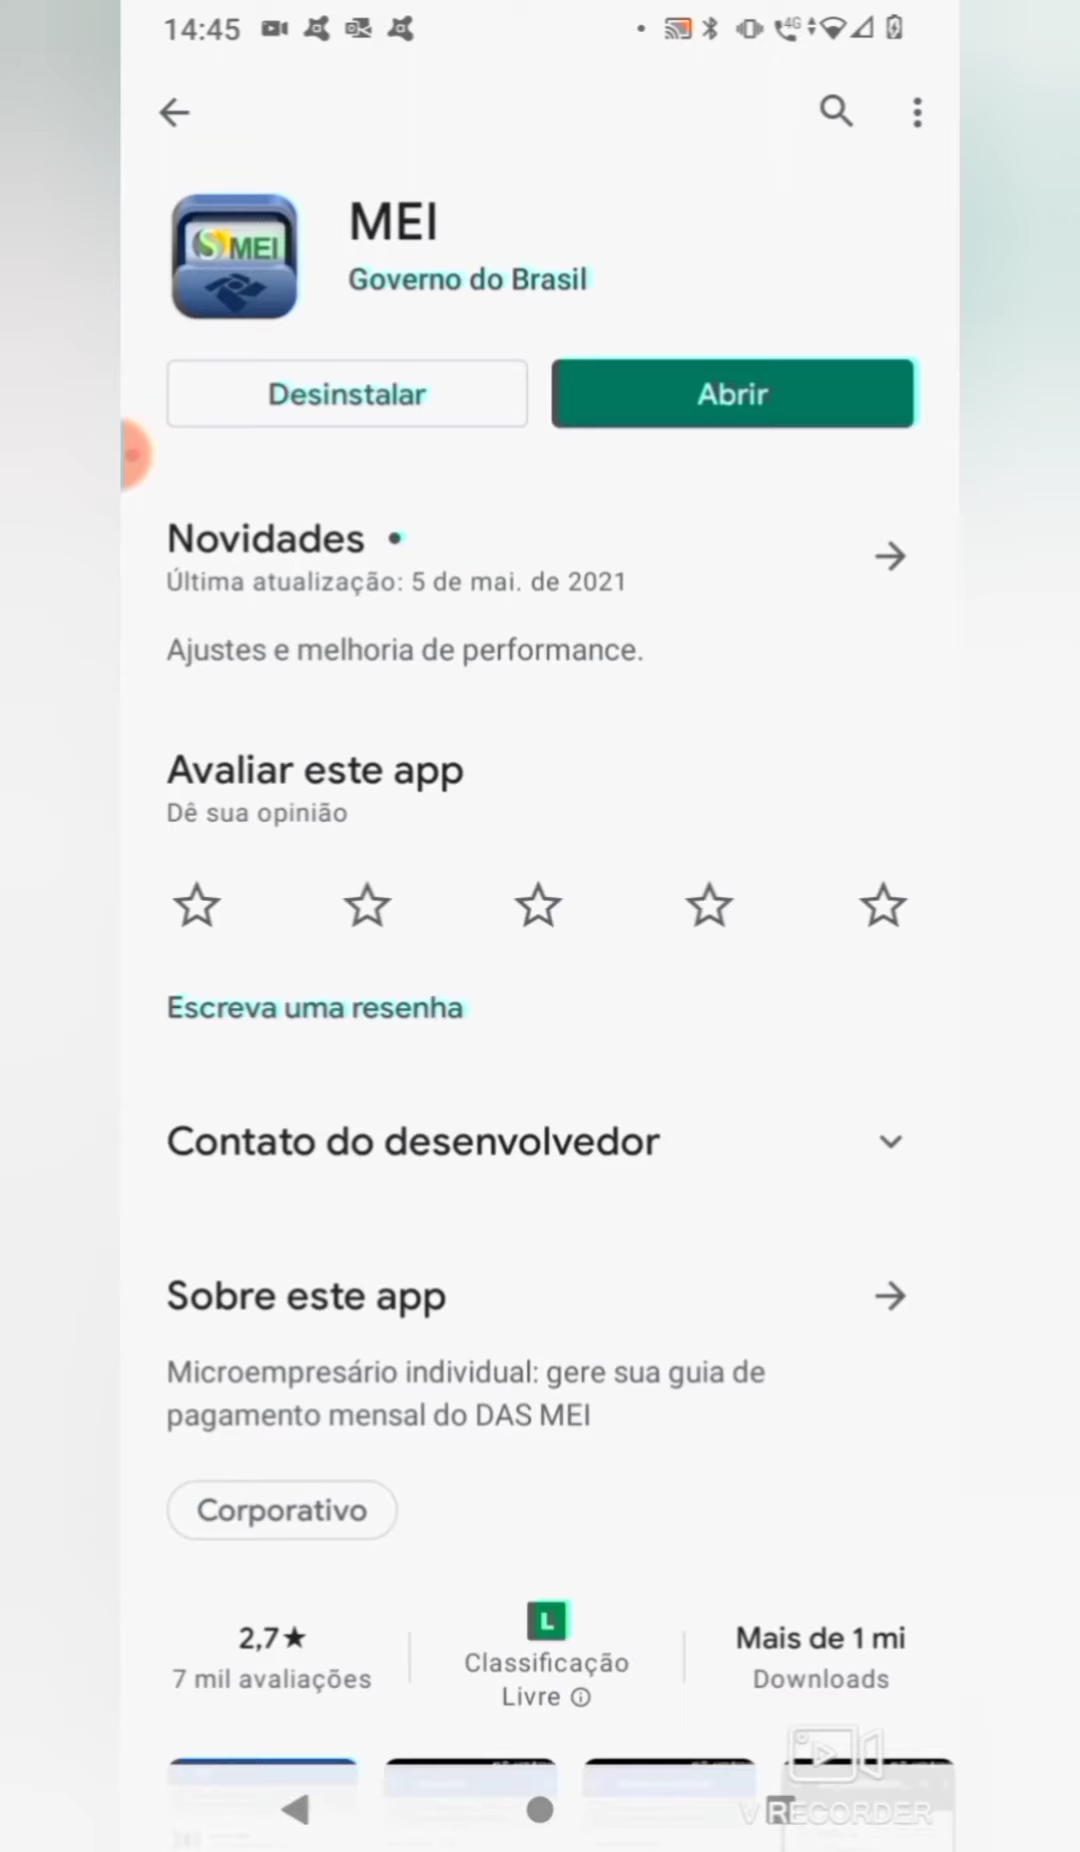 14:45
4G
MEI
MEI
Governo do Brasil
Desinstalar
Abrir
Novidades •
Última atualização: 5 de mai. de 2021
Ajustes e melhoria de performance.
Avaliar este app
Dê sua opinião
Escreva uma resenha
Contato do desenvolvedor
Sobre este app
Microempresário individual: gere sua guia de
pagamento mensal do DAS MEI
Corporativo
2,7★
7 mil avaliações
L
Classificação
Livre
Mais de 1 mi
Downloads
VRECORDER